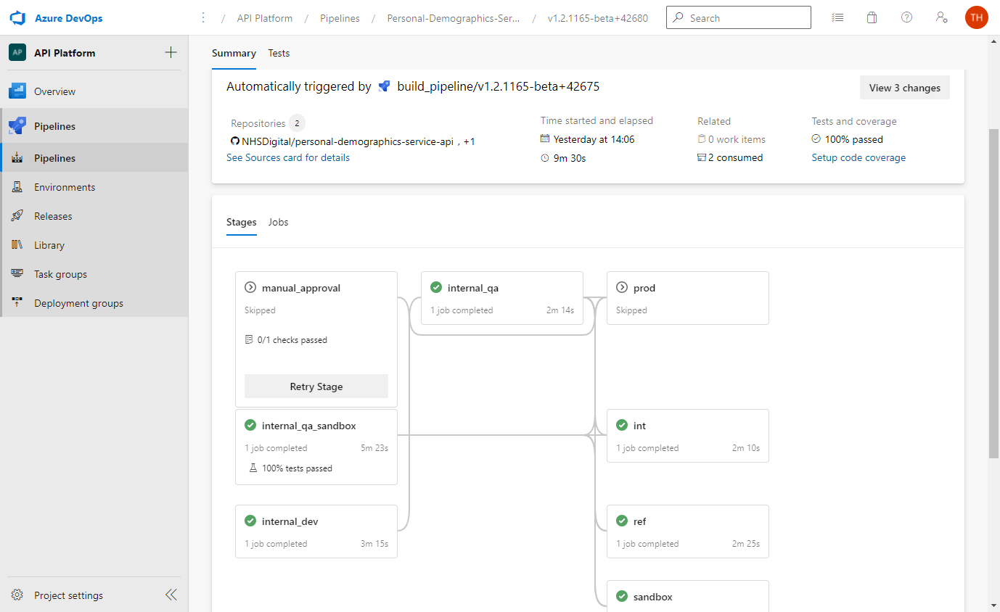 Azure DevOps
/ API Platform / Pipelines / Personal-Demographics-Ser... / v1.2.1165-beta+42680
Search
TH
AP API Platform
Overview
Pipelines
Pipelines
Environments
Releases
Library
Task groups
Deployment groups
Project settings
Summary Tests
Automatically triggered by build_pipeline/v1.2.1165-beta+42675
View 3 changes
Repositories 2
NHSDigital/personal-demographics-service-api , +1
See Sources card for details
Time started and elapsed
Yesterday at 14:06
9m 30s
Related
0 work items
2 consumed
Tests and coverage
100% passed
Setup code coverage
Stages Jobs
manual_approval
Skipped
0/1 checks passed
Retry Stage
internal_qa
1 job completed 2m 14s
prod
Skipped
internal_qa_sandbox
1 job completed 5m 23s
100% tests passed
int
1 job completed 2m 10s
internal_dev
1 job completed 3m 15s
ref
1 job completed 2m 25s
sandbox